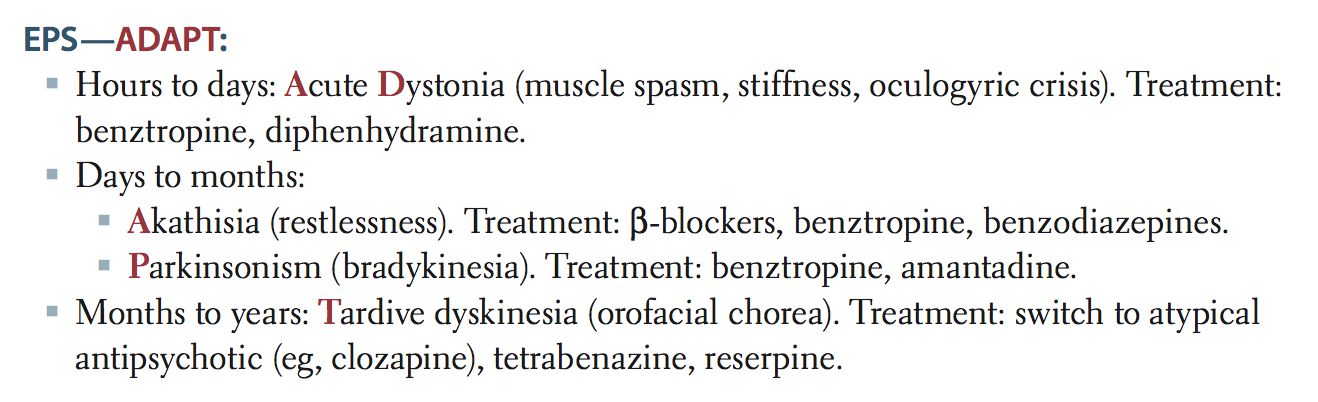 EPS—ADAPT:
▪ Hours to days: Acute Dystonia (muscle spasm, stiffness, oculogyric crisis). Treatment:
benztropine, diphenhydramine.
▪ Days to months:
▪ Akathisia (restlessness). Treatment: β-blockers, benztropine, benzodiazepines.
▪ Parkinsonism (bradykinesia). Treatment: benztropine, amantadine.
▪ Months to years: Tardive dyskinesia (orofacial chorea). Treatment: switch to atypical
antipsychotic (eg, clozapine), tetrabenazine, reserpine.